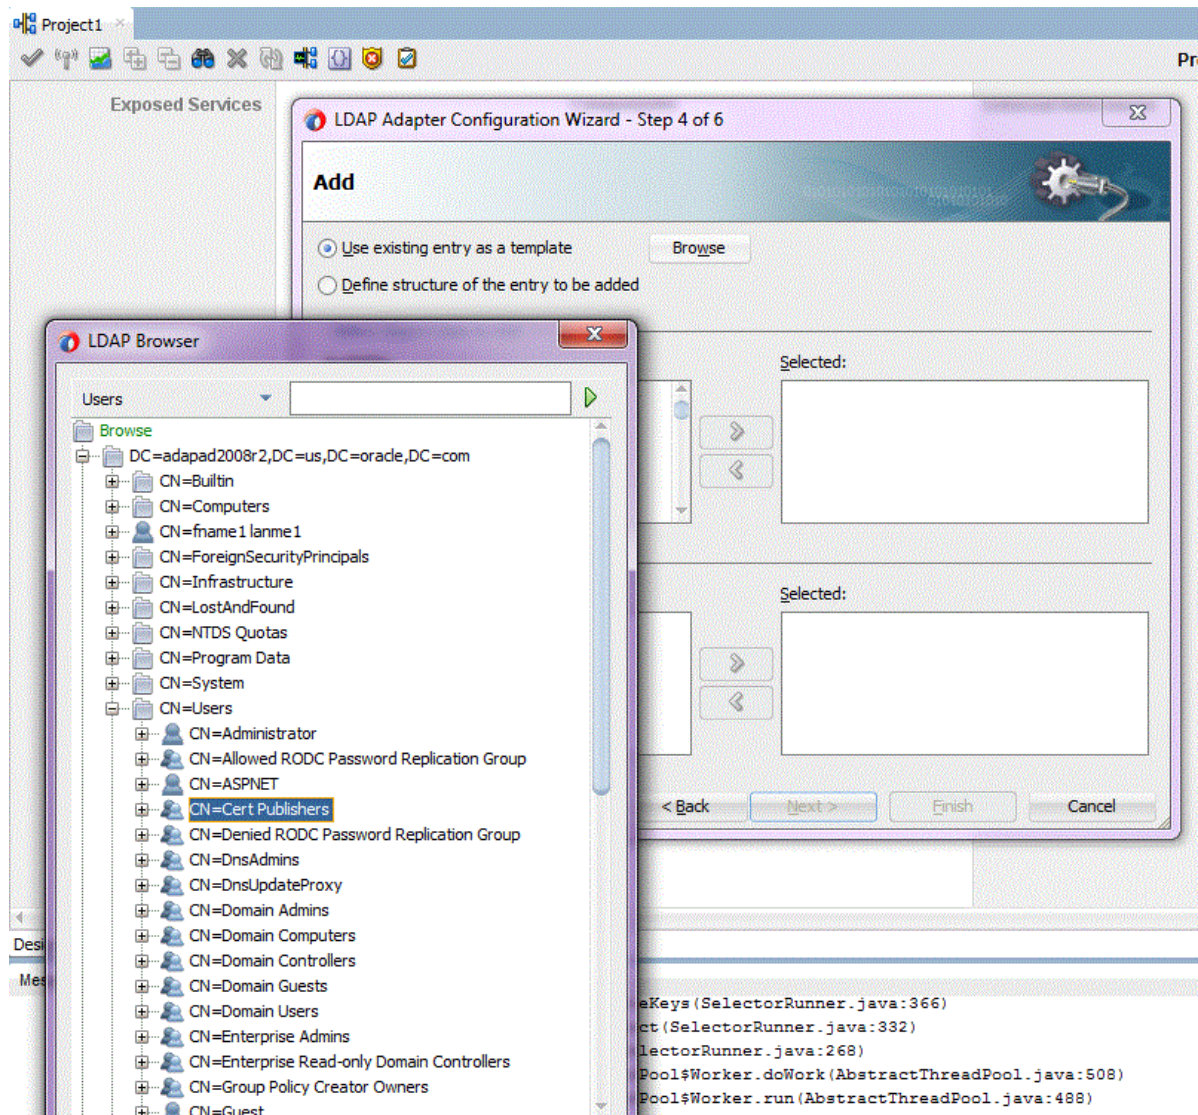 Project1
Pr
Exposed Services
LDAP Adapter Configuration Wizard - Step 4 of 6
Add
Use existing entry as a template
Browse
Define structure of the entry to be added
LDAP Browser
Selected:
Users
Browse
DC=adapad2008r2,DC=us,DC=oracle,DC=com
CN=Builtin
CN=Computers
CN=fname1 lanme1
CN=ForeignSecurityPrincipals
CN=Infrastructure
CN=LostAndFound
Selected:
CN=NTDS Quotas
CN=Program Data
CN=System
CN=Users
CN=Administrator
CN=Allowed RODC Password Replication Group
CN=ASPNET
CN=Cert Publishers
< Back
Next >
Finish
Cancel
CN=Denied RODC Password Replication Group
CN=DnsAdmins
CN=DnsUpdateProxy
CN=Domain Admins
CN=Domain Computers
Desi
CN=Domain Controllers
Mes
CN=Domain Guests
eKeys(SelectorRunner.java:366)
CN=Domain Users
ct(SelectorRunner.java:332)
CN=Enterprise Admins
lectorRunner.java:268)
CN=Enterprise Read-only Domain Controllers
Pool$Worker.doWork(AbstractThreadPool.java:508)
CN=Group Policy Creator Owners
Pool$Worker.run(AbstractThreadPool.java:488)
CN=Guest